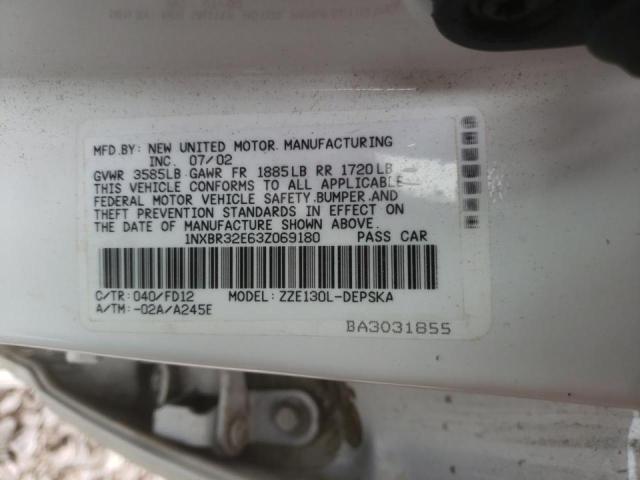 MFD.BY: NEW UNITED MOTOR MANUFACTURING
INC. 07/02
GVWR 3585LB GAWR FR 1885LB RR 1720LB
THIS VEHICLE CONFORMS TO ALL APPLICABLE
FEDERAL MOTOR VEHICLE SAFETY,BUMPER,AND
THEFT PREVENTION STANDARDS IN EFFECT ON
THE DATE OF MANUFACTURE SHOWN ABOVE.
1NXBR32E63Z069180 PASS CAR
C/TR: 040/FD12 MODEL: ZZE130L-DEPSKA
A/TM: -02A/A245E
BA3031855